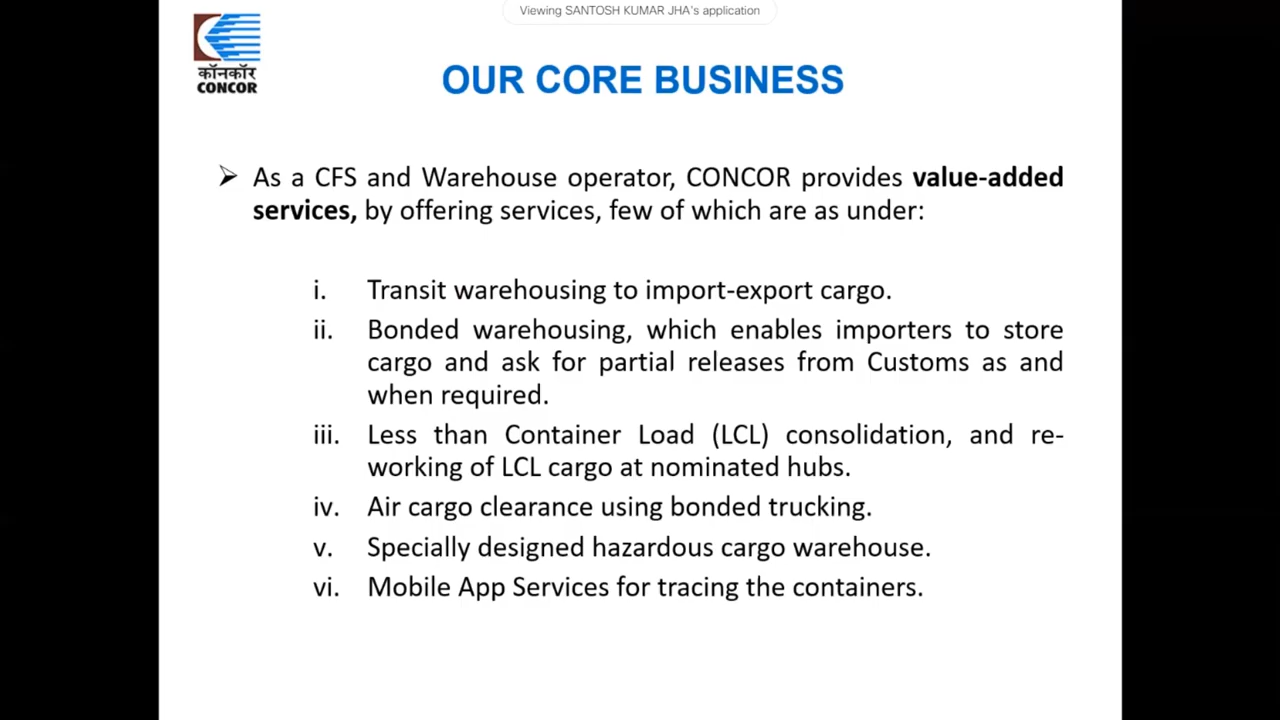 Viewing SANTOSH KUMAR JHA's application
कॉनकॉर
CONCOR
OUR CORE BUSINESS
➢ As a CFS and Warehouse operator, CONCOR provides value-added
services, by offering services, few of which are as under:
i. Transit warehousing to import-export cargo.
ii. Bonded warehousing, which enables importers to store
cargo and ask for partial releases from Customs as and
when required.
iii. Less than Container Load (LCL) consolidation, and re-
working of LCL cargo at nominated hubs.
iv. Air cargo clearance using bonded trucking.
v. Specially designed hazardous cargo warehouse.
vi. Mobile App Services for tracing the containers.